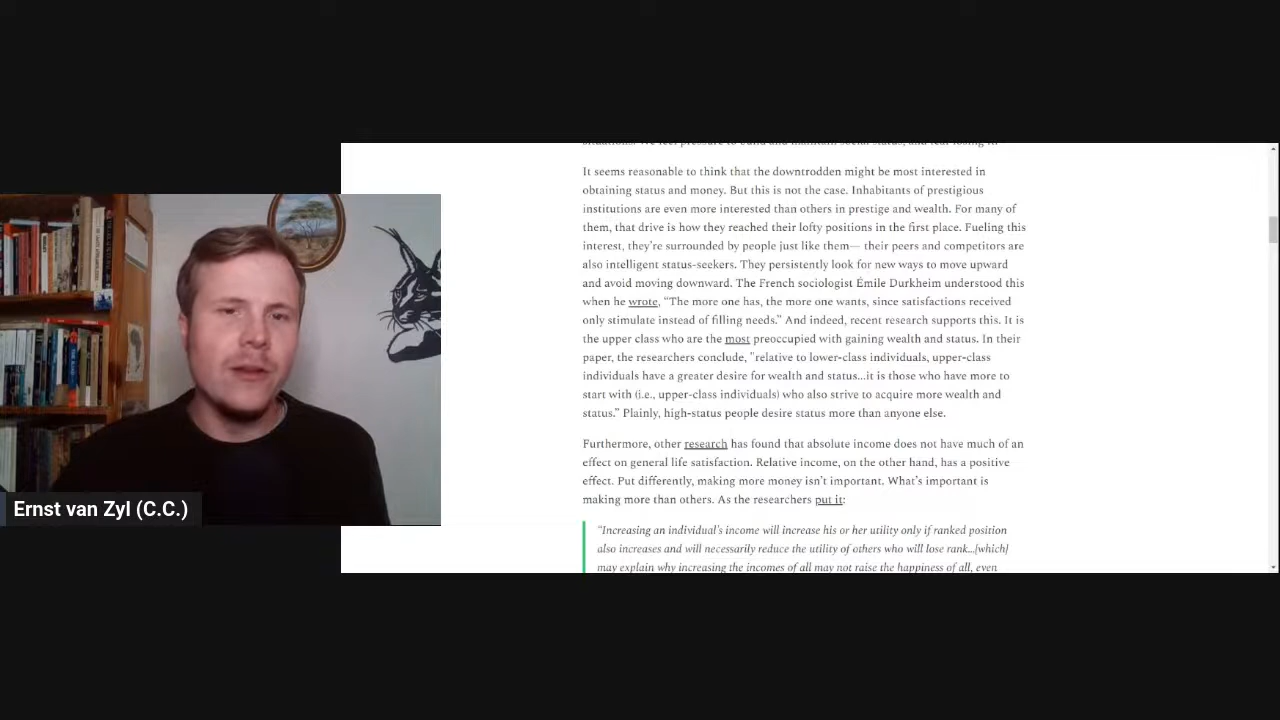 situations. We feel pressure to build and maintain social status, and fear losing it.
It seems reasonable to think that the downtrodden might be most interested in
obtaining status and money. But this is not the case. Inhabitants of prestigious
institutions are even more interested than others in prestige and wealth. For many of
them, that drive is how they reached their lofty positions in the first place. Fueling this
interest, they're surrounded by people just like them— their peers and competitors are
also intelligent status-seekers. They persistently look for new ways to move upward
and avoid moving downward. The French sociologist Émile Durkheim understood this
when he wrote, “The more one has, the more one wants, since satisfactions received
only stimulate instead of filling needs.” And indeed, recent research supports this. It is
the upper class who are the most preoccupied with gaining wealth and status. In their
paper, the researchers conclude, "relative to lower-class individuals, upper-class
individuals have a greater desire for wealth and status...it is those who have more to
start with (i.e., upper-class individuals) who also strive to acquire more wealth and
status.” Plainly, high-status people desire status more than anyone else.
Furthermore, other research has found that absolute income does not have much of an
effect on general life satisfaction. Relative income, on the other hand, has a positive
effect. Put differently, making more money isn't important. What's important is
making more than others. As the researchers put it:
“Increasing an individual's income will increase his or her utility only if ranked position
also increases and will necessarily reduce the utility of others who will lose rank...[which]
may explain why increasing the incomes of all may not raise the happiness of all, even
Ernst van Zyl (C.C.)